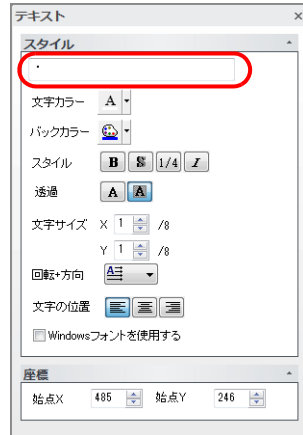 テキスト ×
スタイル
・
文字カラー A
バックカラー
スタイル B S 1/4 I
透過 A A
文字サイズ X 1 /8
Y 1 /8
回転+方向 A
文字の位置
Windowsフォントを使用する
座標
始点X 485 始点Y 246